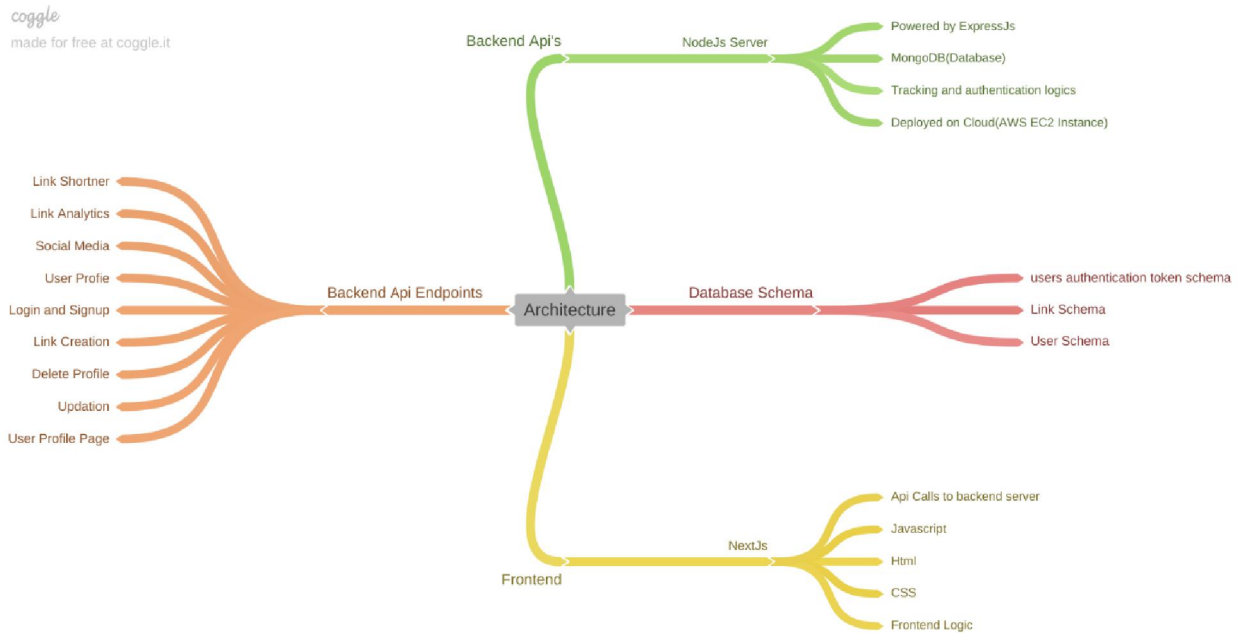 coggle
made for free at coggle.it
Backend Api's
NodeJs Server
Powered by ExpressJs
MongoDB(Database)
Tracking and authentication logics
Deployed on Cloud(AWS EC2 Instance)
Link Shortner
Link Analytics
Social Media
User Profie
Login and Signup
Link Creation
Delete Profile
Updation
User Profile Page
Backend Api Endpoints
Architecture
Database Schema
users authentication token schema
Link Schema
User Schema
Frontend
NextJs
Api Calls to backend server
Javascript
Html
CSS
Frontend Logic